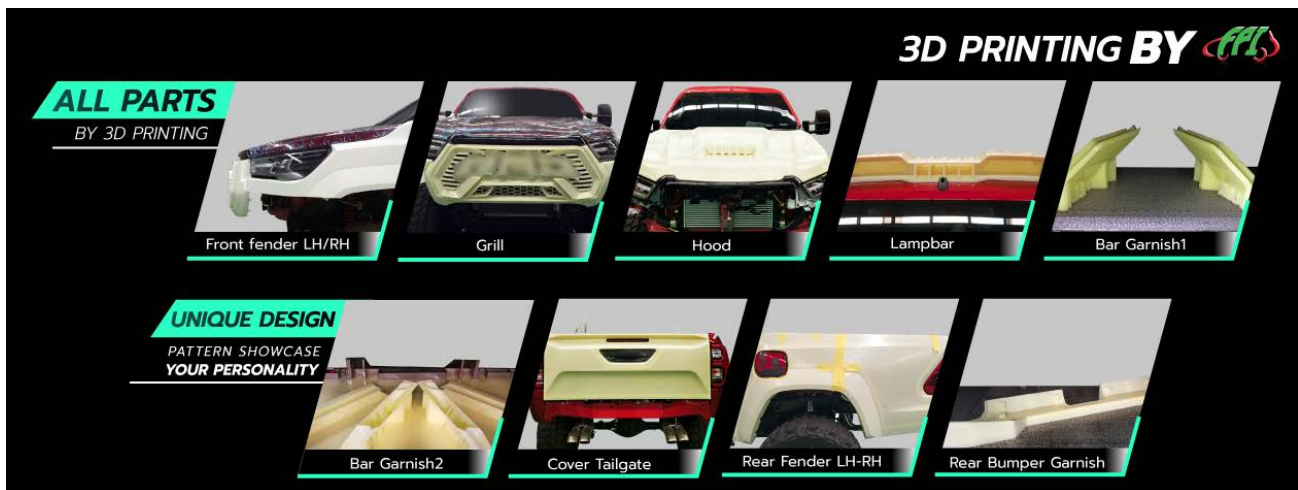 3D PRINTING BY FPI
ALL PARTS
BY 3D PRINTING
Front fender LH/RH
Grill
Hood
Lampbar
Bar Garnish1
UNIQUE DESIGN
PATTERN SHOWCASE
YOUR PERSONALITY
Bar Garnish2
Cover Tailgate
Rear Fender LH-RH
Rear Bumper Garnish